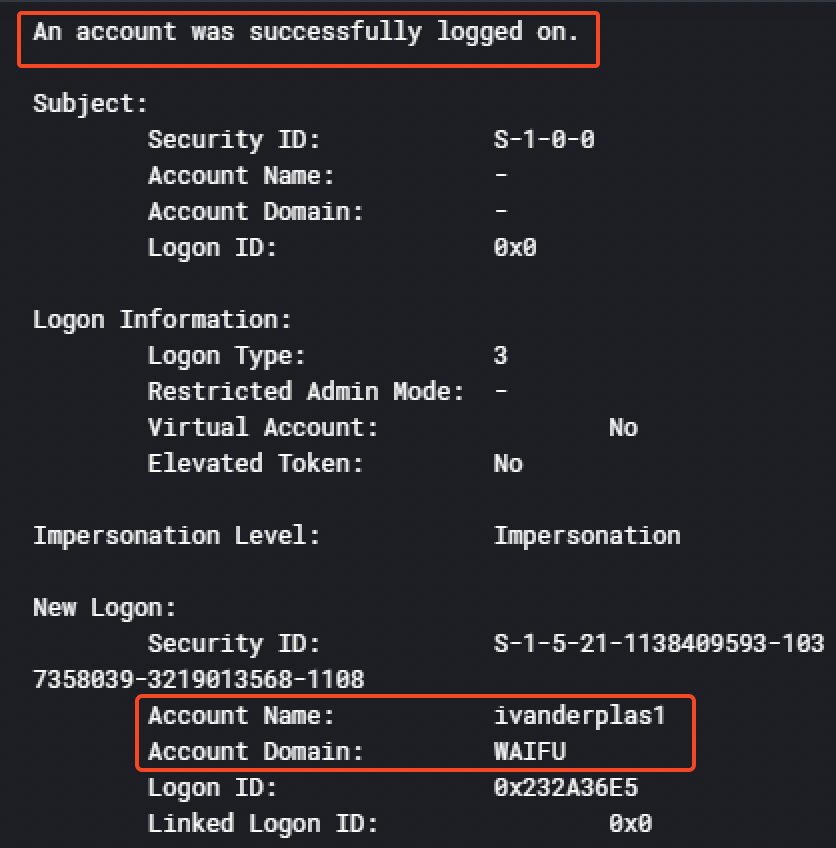 An account was successfully logged on.
Subject:
Security ID: S-1-0-0
Account Name: -
Account Domain: -
Logon ID: 0x0
Logon Information:
Logon Type: 3
Restricted Admin Mode: -
Virtual Account: No
Elevated Token: No
Impersonation Level: Impersonation
New Logon:
Security ID: S-1-5-21-1138409593-103
7358039-3219013568-1108
Account Name: ivanderplas1
Account Domain: WAIFU
Logon ID: 0x232A36E5
Linked Logon ID: 0x0